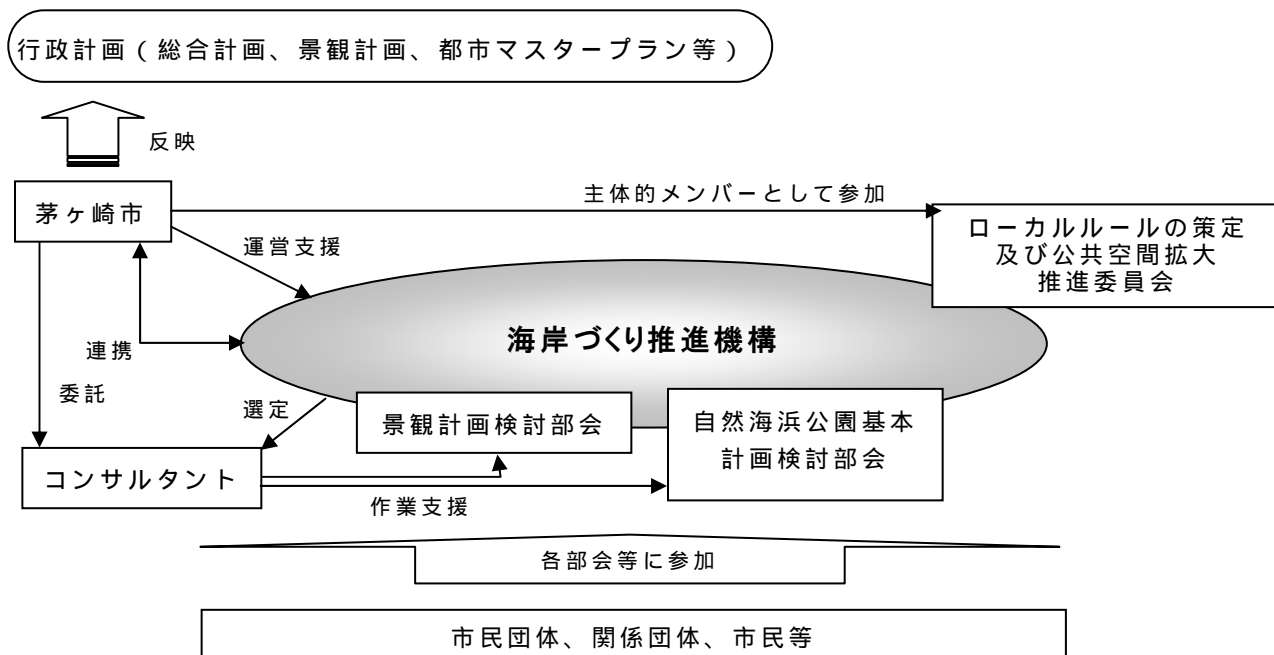 行政計画（総合計画、景観計画、都市マスタープラン等）
反映
茅ヶ崎市
主体的メンバーとして参加
ローカルルールの策定
及び公共空間拡大
推進委員会
運営支援
海岸づくり推進機構
連携
委託
選定
景観計画検討部会
自然海浜公園基本
計画検討部会
コンサルタント
作業支援
各部会等に参加
市民団体、関係団体、市民等